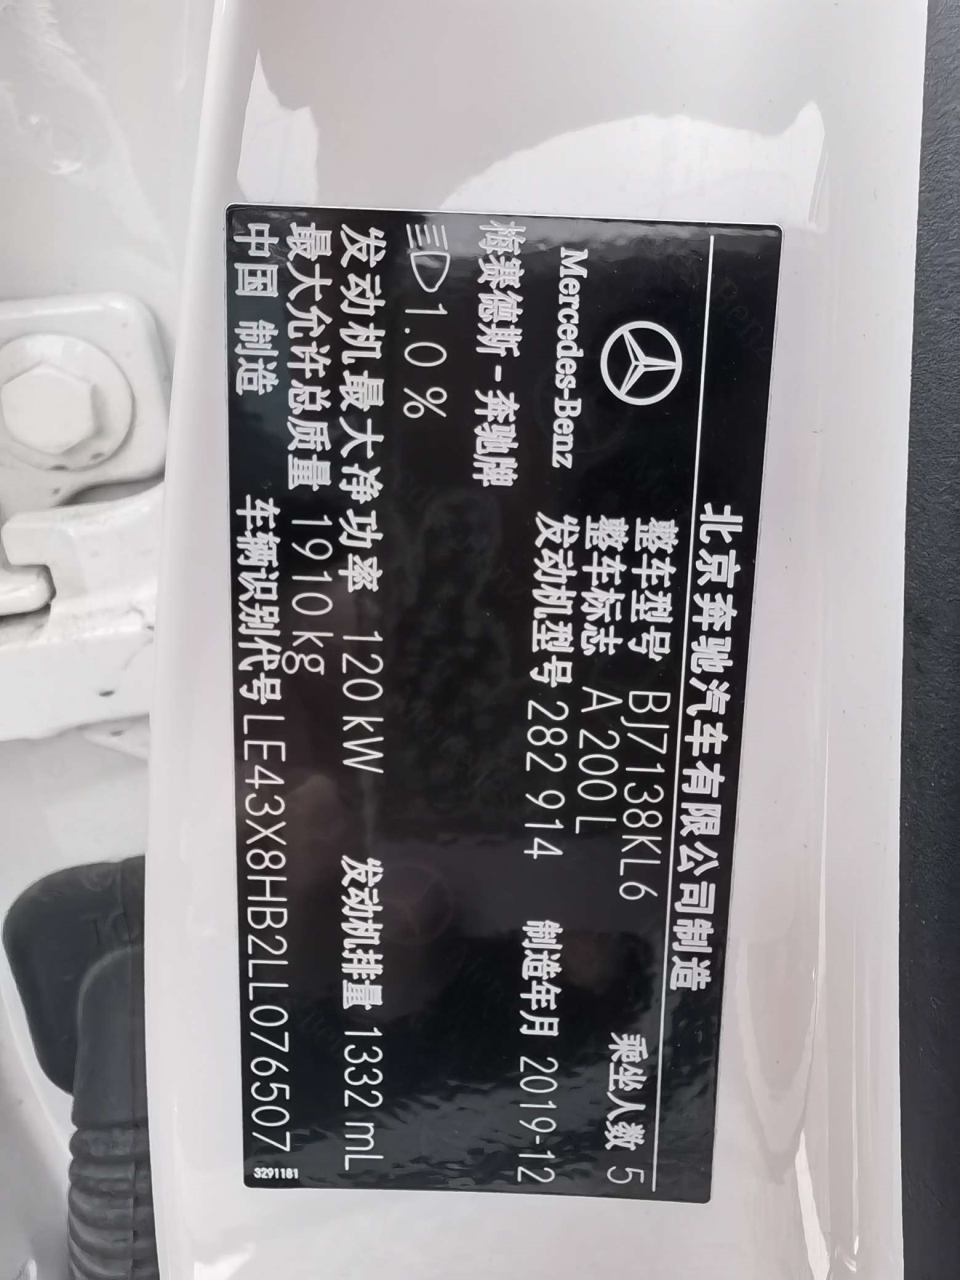 北京奔驰汽车有限公司制造
整车型号 BJ7138KL6 乘坐人数 5
整车标志 A 200 L
Mercedes-Benz 发动机型号 282 914 制造年月 2019-12
梅赛德斯-奔驰牌
1.0 %
发动机最大净功率 120 kW 发动机排量 1332 mL
最大允许总质量 1910 kg
中国 制造 车辆识别代号 LE43X8HB2LL076507
3291181